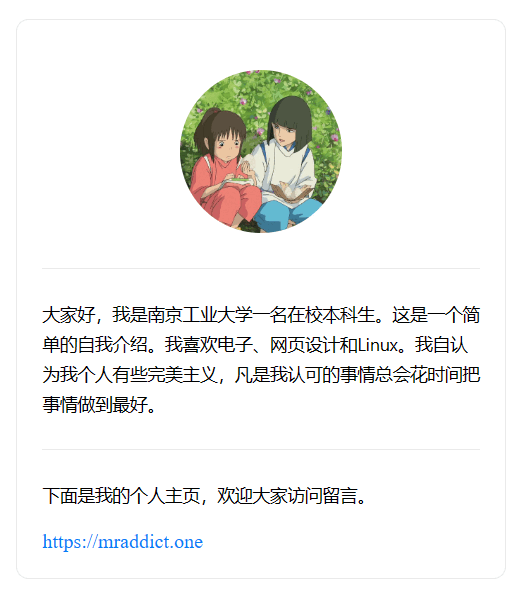 大家好，我是南京工业大学一名在校本科生。这是一个简
单的自我介绍。我喜欢电子、网页设计和Linux。我自认
为我个人有些完美主义，凡是我认可的事情总会花时间把
事情做到最好。
下面是我的个人主页，欢迎大家访问留言。
https://mraddict.one